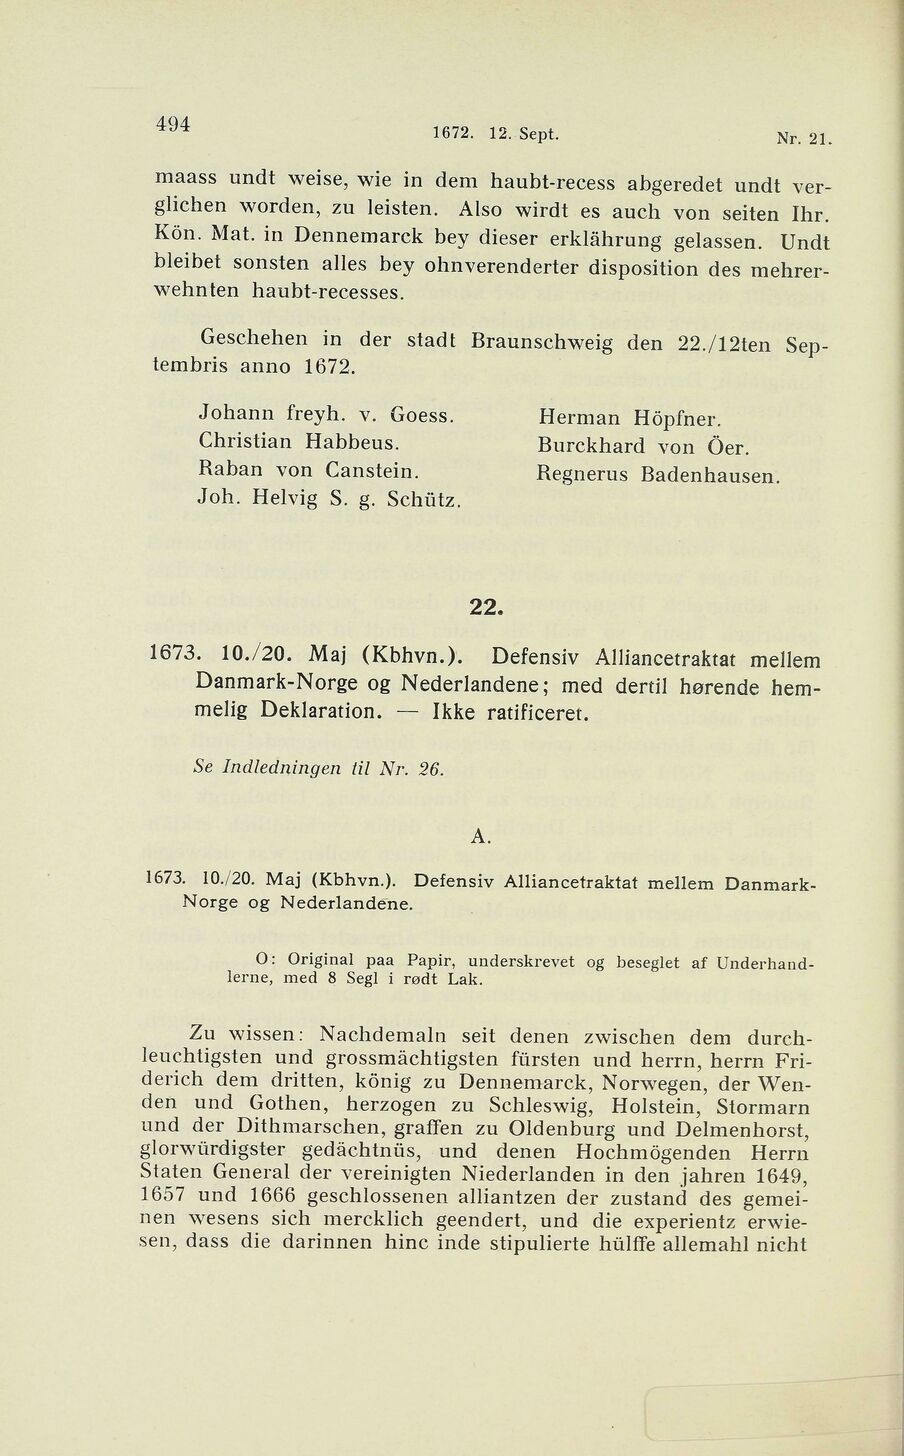 494
1672. 12. Sept.
Nr. 21.
maass undt weise, wie in dem haubt-recess abgeredet undt ver-
glichen worden, zu leisten. Also wirdt es auch von seiten Ihr.
Kön. Mat. in Dennemarck bey dieser erklährung gelassen. Undt
bleibet sonsten alles bey ohnverenderter disposition des mehrer-
wehnten haubt-recesses.
Geschehen in der stadt Braunschweig den 22./12ten Sep-
tembris anno 1672.
Johann freyh. v. Goess.
Christian Habbeus.
Raban von Canstein.
Joh. Helvig S. g. Schütz.
Herman Höpfner.
Burckhard von Öer.
Regnerus Badenhausen.
22.
1673. 10./20. Maj (Kbhvn.). Defensiv Alliancetraktat mellem
Danmark-Norge og Nederlandene; med dertil hørende hem-
melig Deklaration. — Ikke ratificeret.
Se Indledningen til Nr. 26.
A.
1673. 10./20. Maj (Kbhvn.). Defensiv Alliancetraktat mellem Danmark-
Norge og Nederlandene.
O: Original paa Papir, underskrevet og beseglet af Underhand-
lerne, med 8 Segl i rødt Lak.
Zu wissen: Nachdemaln seit denen zwischen dem durch-
leuchtigsten und grossmächtigsten fürsten und herrn, herrn Fri-
derich dem dritten, könig zu Dennemarck, Norwegen, der Wen-
den und Gothen, herzogen zu Schleswig, Holstein, Stormarn
und der Dithmarschen, graffen zu Oldenburg und Delmenhorst,
glorwürdigster gedächtnüs, und denen Hochmögenden Herrn
Staten General der vereinigten Niederlanden in den jahren 1649,
1657 und 1666 geschlossenen alliantzen der zustand des gemei-
nen wesens sich mercklich geendert, und die experientz erwie-
sen, dass die darinnen hinc inde stipulierte hülffe allemahl nicht